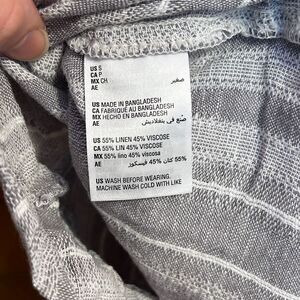 US S
CA P
MX CH
AE صغير
US MADE IN BANGLADESH
CA FABRIQUÉ AU BANGLADESH
MX HECHO EN BANGLADESH
AE صنع في بنغلاديش
US 55% LINEN 45% VISCOSE
CA 55% LIN 45% VISCOSE
MX 55% lino 45% viscosa
AE 55% كتان 45% فيسكوز
US WASH BEFORE WEARING.
MACHINE WASH COLD WITH LIKE